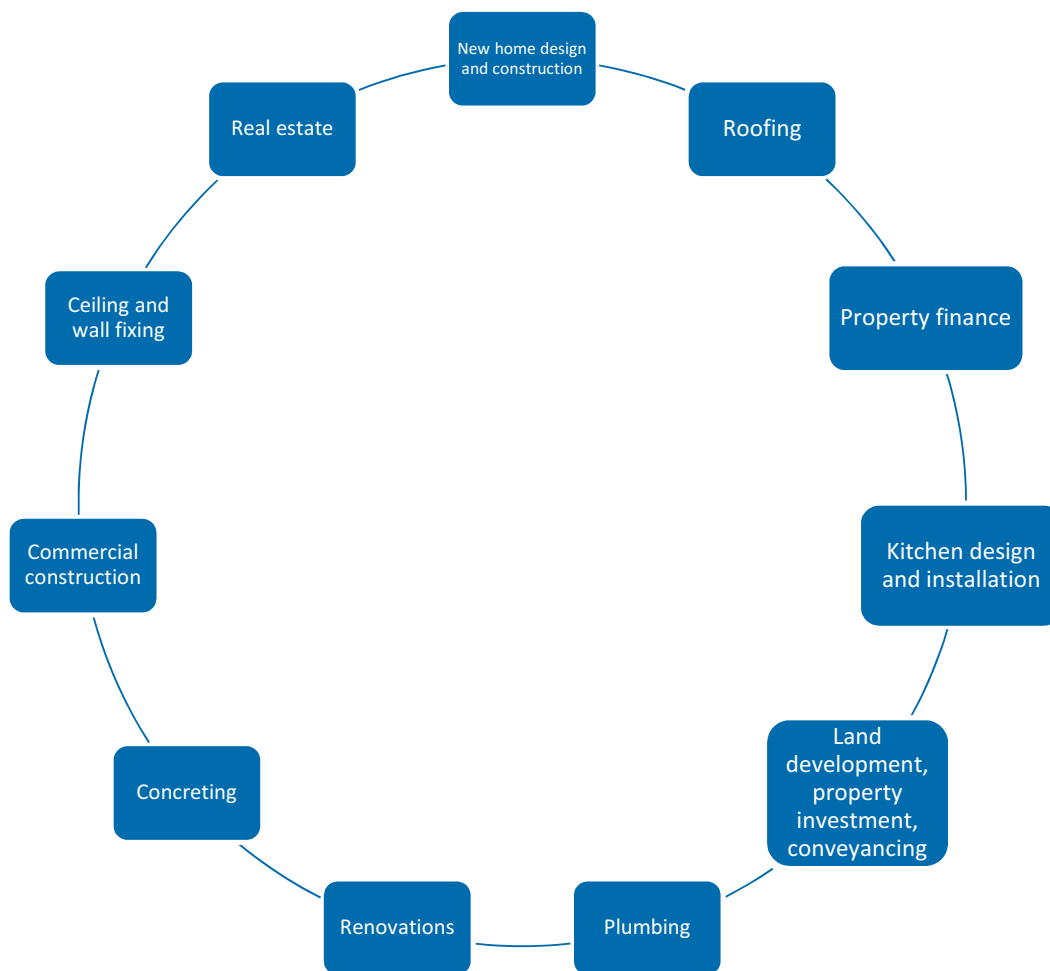 New home design
and construction
Roofing
Property finance
Kitchen design
and installation
Land
development,
property
investment,
conveyancing
Plumbing
Renovations
Concreting
Commercial
construction
Ceiling and
wall fixing
Real estate